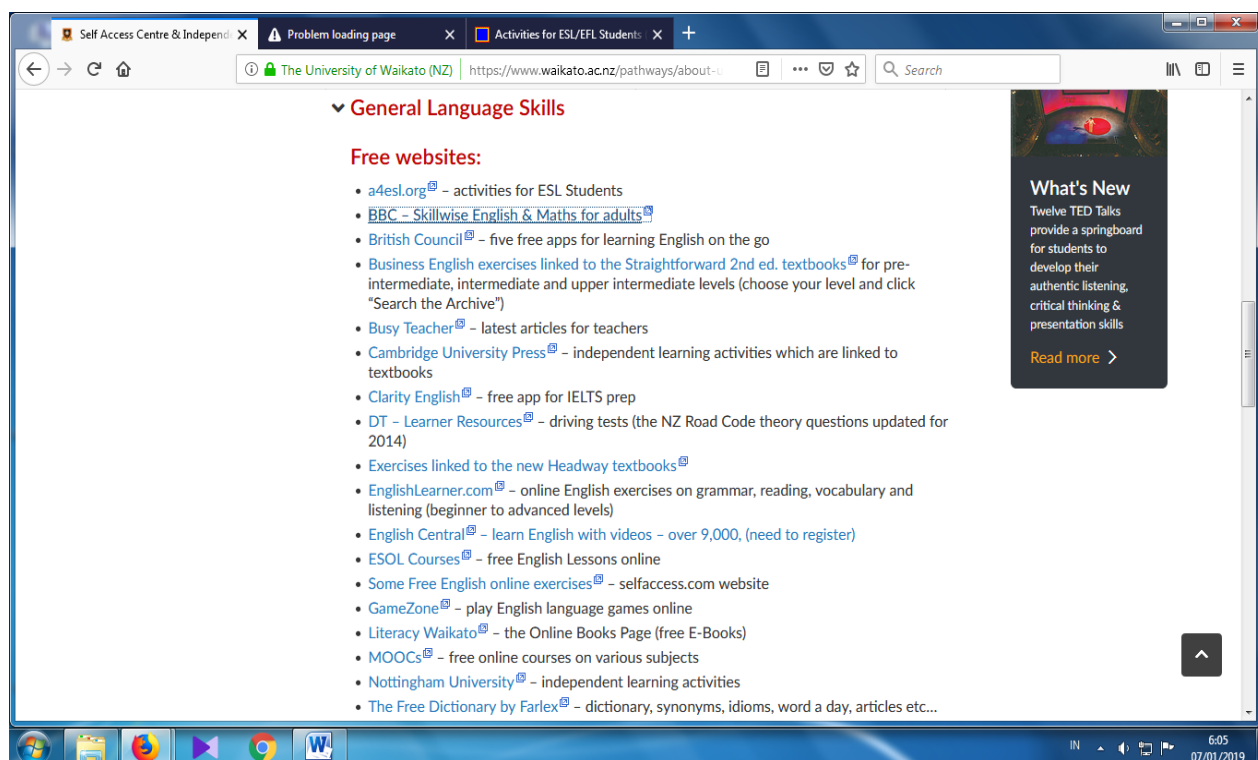 Self Access Centre & Independ
Problem loading page
Activities for ESL/EFL Students
The University of Waikato (NZ)
https://www.waikato.ac.nz/pathways/about-u
Search
General Language Skills
Free websites:
a4esl.org – activities for ESL Students
BBC – Skillwise English & Maths for adults
British Council – five free apps for learning English on the go
Business English exercises linked to the Straightforward 2nd ed. textbooks for pre-
intermediate, intermediate and upper intermediate levels (choose your level and click
“Search the Archive”)
Busy Teacher – latest articles for teachers
Cambridge University Press – independent learning activities which are linked to
textbooks
Clarity English – free app for IELTS prep
DT – Learner Resources – driving tests (the NZ Road Code theory questions updated for
2014)
Exercises linked to the new Headway textbooks
EnglishLearner.com – online English exercises on grammar, reading, vocabulary and
listening (beginner to advanced levels)
English Central – learn English with videos – over 9,000, (need to register)
ESOL Courses – free English Lessons online
Some Free English online exercises – selfaccess.com website
GameZone – play English language games online
Literacy Waikato – the Online Books Page (free E-Books)
MOOCs – free online courses on various subjects
Nottingham University – independent learning activities
The Free Dictionary by Farlex – dictionary, synonyms, idioms, word a day, articles etc...
What's New
Twelve TED Talks
provide a springboard
for students to
develop their
authentic listening,
critical thinking &
presentation skills
Read more
IN
6:05
07/01/2019